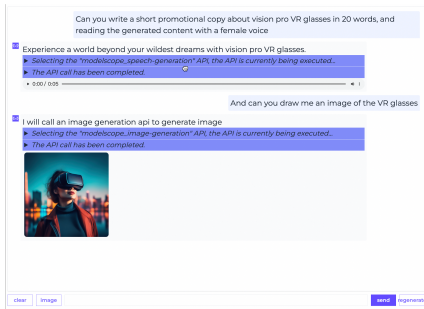 Can you write a short promotional copy about vision pro VR glasses in 20 words, and
reading the generated content with a female voice
Experience a world beyond your wildest dreams with vision pro VR glasses.
▶ Selecting the "modelscope_speech-generation" API, the API is currently being executed...
▶ The API call has been completed.
0:00 / 0:05
And can you draw me an image of the VR glasses
I will call an image generation api to generate image
▶ Selecting the "modelscope_image-generation" API, the API is currently being executed...
▶ The API call has been completed.
clear image send regenerate